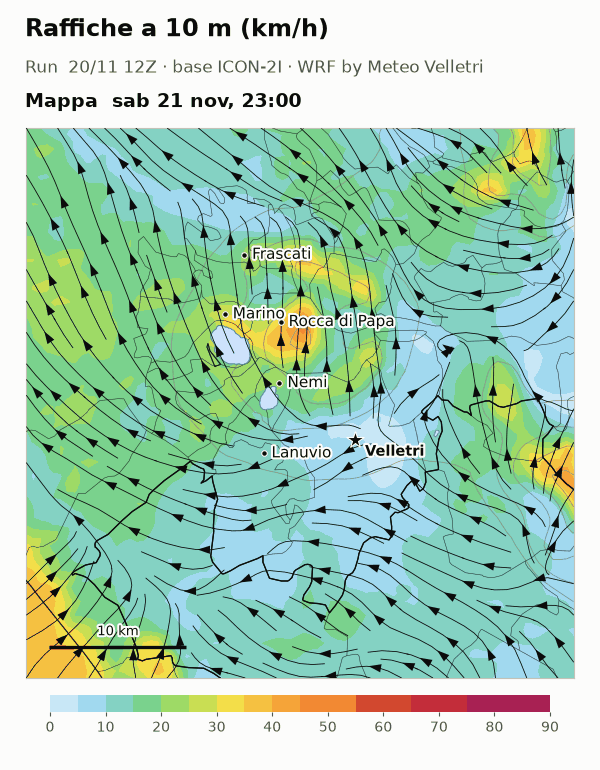 Raffiche a 10 m (km/h)
Run  20/11 12Z · base ICON-2I · WRF by Meteo Velletri
Mappa  sab 21 nov, 23:00
Frascati
Marino
Rocca di Papa
Nemi
Lanuvio
Velletri
10 km
0 10 20 30 40 50 60 70 80 90